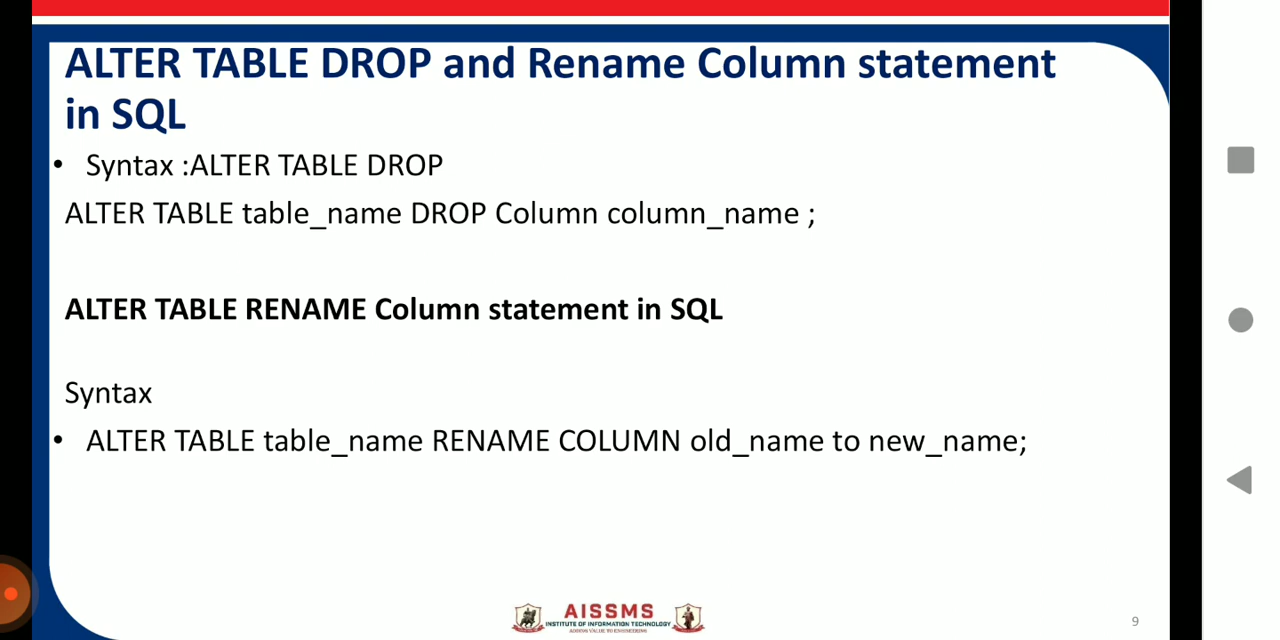 ALTER TABLE DROP and Rename Column statement
in SQL
• Syntax :ALTER TABLE DROP
ALTER TABLE table_name DROP Column column_name ;
ALTER TABLE RENAME Column statement in SQL
Syntax
• ALTER TABLE table_name RENAME COLUMN old_name to new_name;
AISSMS
INSTITUTE OF INFORMATION TECHNOLOGY
ADDING VALUE TO ENGINEERING
9